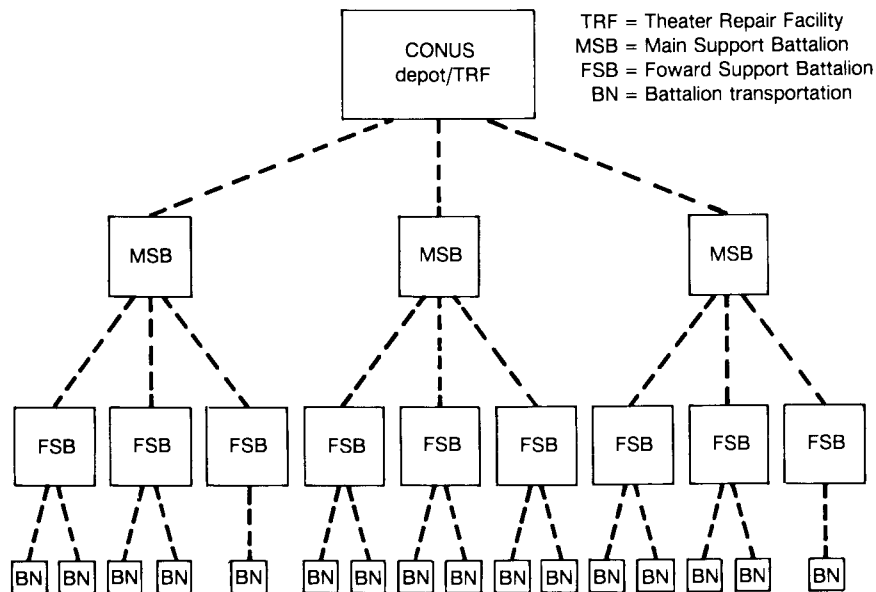 CONUS
depot/TRF
TRF = Theater Repair Facility
MSB = Main Support Battalion
FSB = Foward Support Battalion
BN = Battalion transportation
MSB MSB MSB
FSB FSB FSB FSB FSB FSB FSB FSB FSB
BN BN BN BN BN BN BN BN BN BN BN BN BN BN BN BN